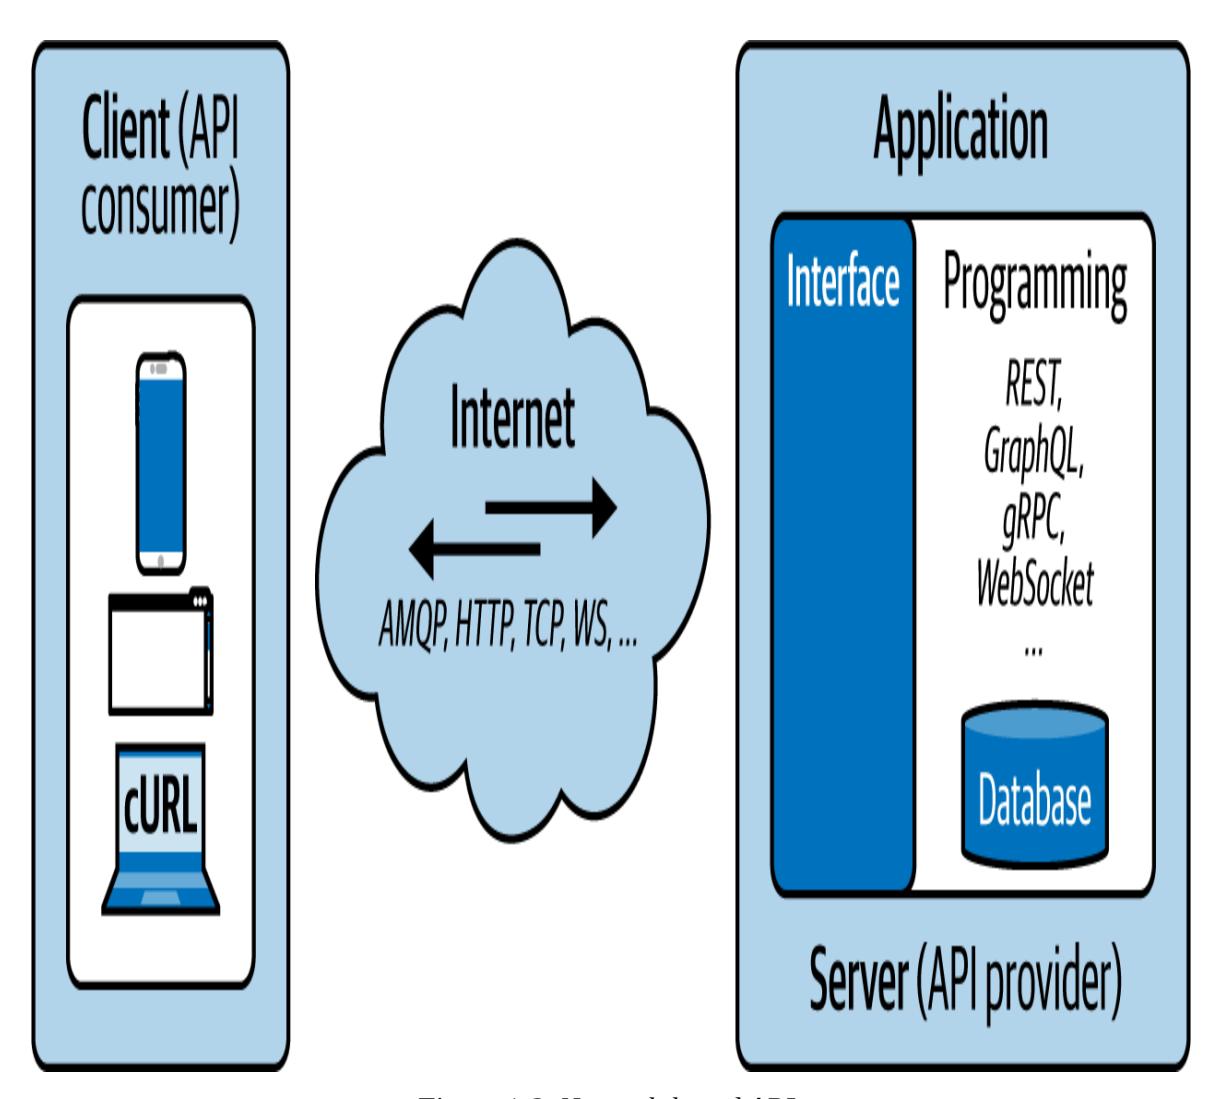 Client (API
consumer)
cURL
Internet
AMQP, HTTP, TCP, WS, ...
Application
Interface
Programming
REST,
GraphQL,
gRPC,
WebSocket
...
Database
Server (API provider)